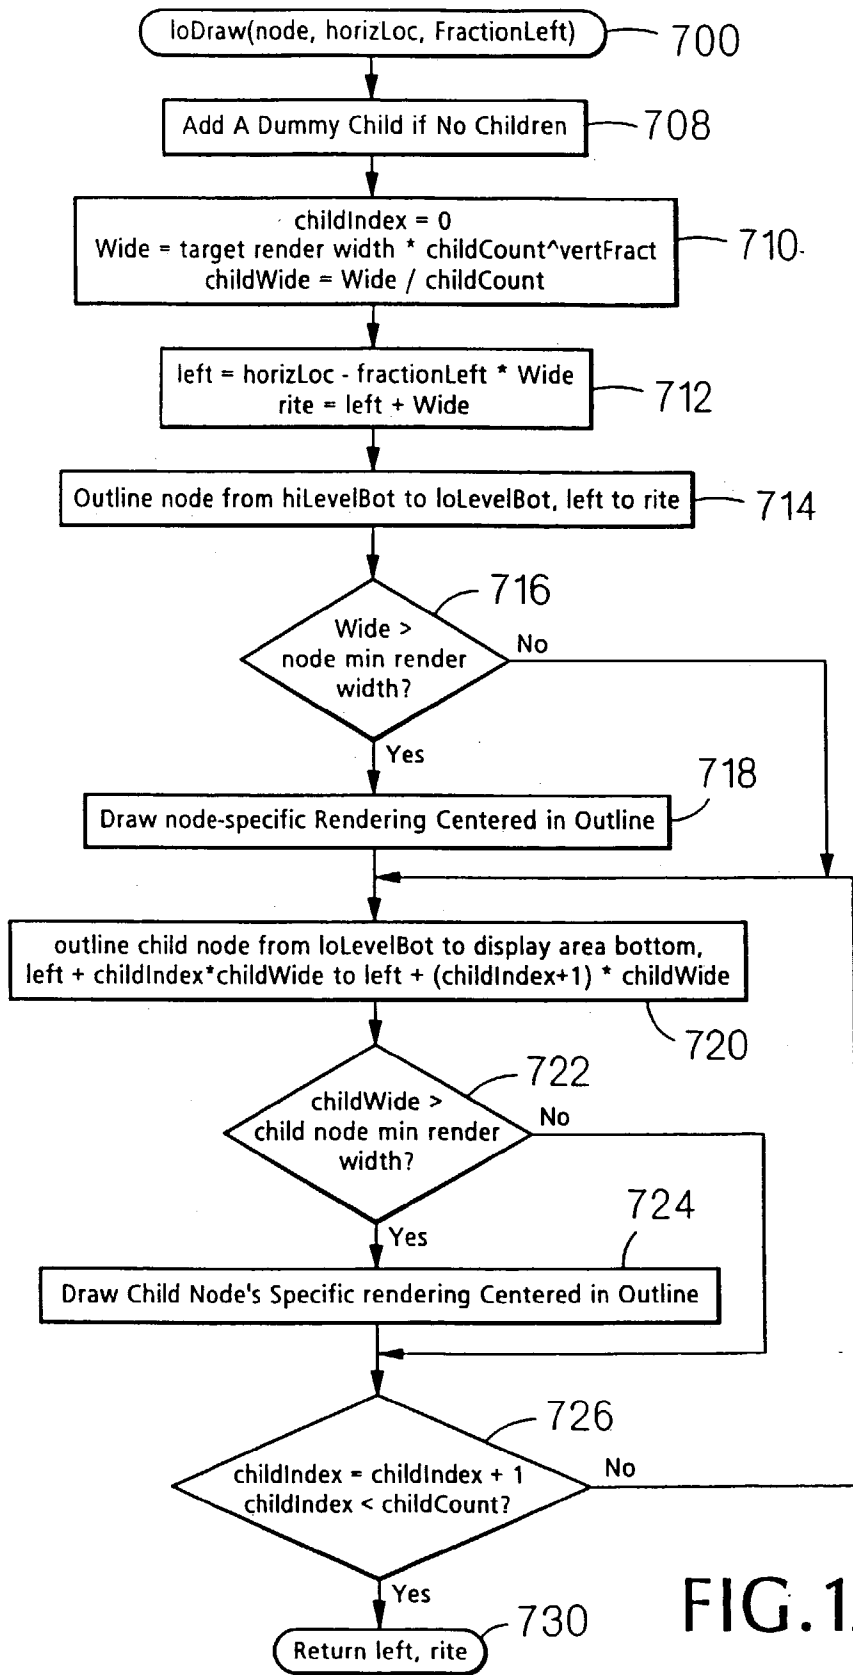 loDraw(node, horizLoc, FractionLeft)
700
Add A Dummy Child if No Children
708
childIndex = 0
Wide = target render width * childCount^vertFract
childWide = Wide / childCount
710
left = horizLoc - fractionLeft * Wide
rite = left + Wide
712
Outline node from hiLevelBot to loLevelBot, left to rite
714
716
Wide >
node min render
width?
No
Yes
718
Draw node-specific Rendering Centered in Outline
outline child node from loLevelBot to display area bottom,
left + childIndex*childWide to left + (childIndex+1) * childWide
720
722
childWide >
child node min render
width?
No
Yes
724
Draw Child Node's Specific rendering Centered in Outline
726
childIndex = childIndex + 1
childIndex < childCount?
No
Yes
730
Return left, rite
FIG.1